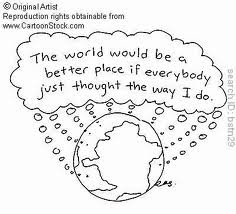 © Original Artist
Reproduction rights obtainable from
www.CartoonStock.com
The world would be a
better place if everybody
just thought the way I do.
search ID: bstn29